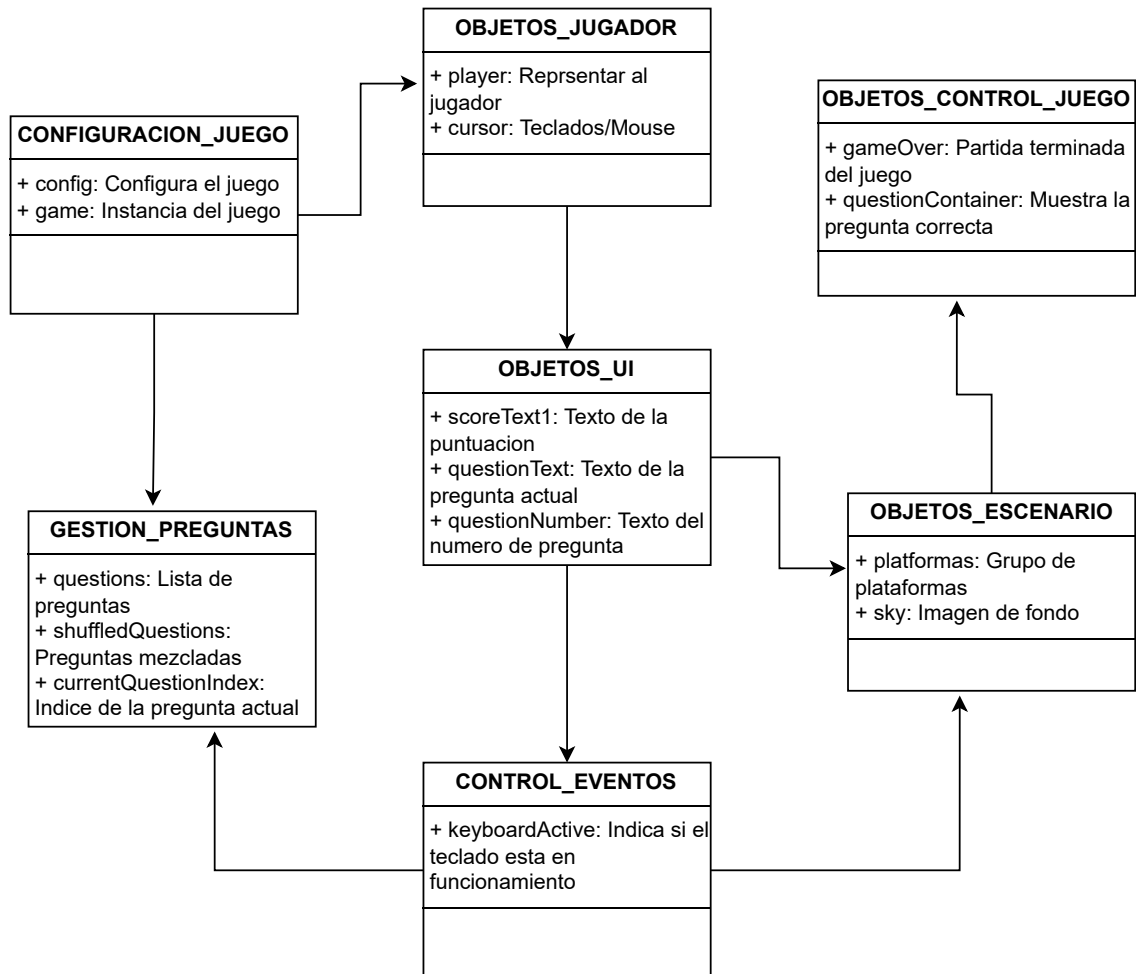 OBJETOS_JUGADOR
+ player: Reprsentar al
jugador
+ cursor: Teclados/Mouse
OBJETOS_CONTROL_JUEGO
+ gameOver: Partida terminada
del juego
+ questionContainer: Muestra la
pregunta correcta
CONFIGURACION_JUEGO
+ config: Configura el juego
+ game: Instancia del juego
OBJETOS_UI
+ scoreText1: Texto de la
puntuacion
+ questionText: Texto de la
pregunta actual
+ questionNumber: Texto del
numero de pregunta
GESTION_PREGUNTAS
+ questions: Lista de
preguntas
+ shuffledQuestions:
Preguntas mezcladas
+ currentQuestionIndex:
Indice de la pregunta actual
OBJETOS_ESCENARIO
+ platformas: Grupo de
plataformas
+ sky: Imagen de fondo
CONTROL_EVENTOS
+ keyboardActive: Indica si el
teclado esta en
funcionamiento